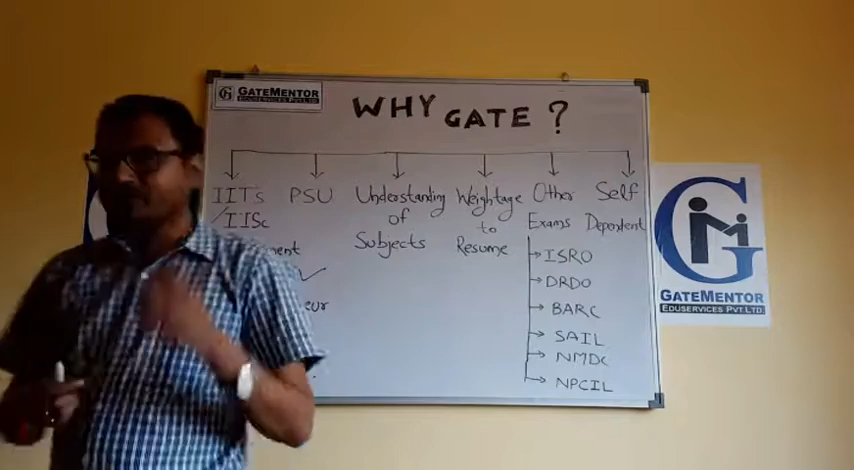 GATEMENTOR
EDUSERVICES PVT.LTD.
WHY GATE ?
IITs
/IISc
PSU
Understanding
of
Subjects
Weightage
to
Resume
Other
Exams
ISRO
DRDO
BARC
SAIL
NMDC
NPCIL
Self
Dependent
GATEMENTOR
EDUSERVICES PVT.LTD.